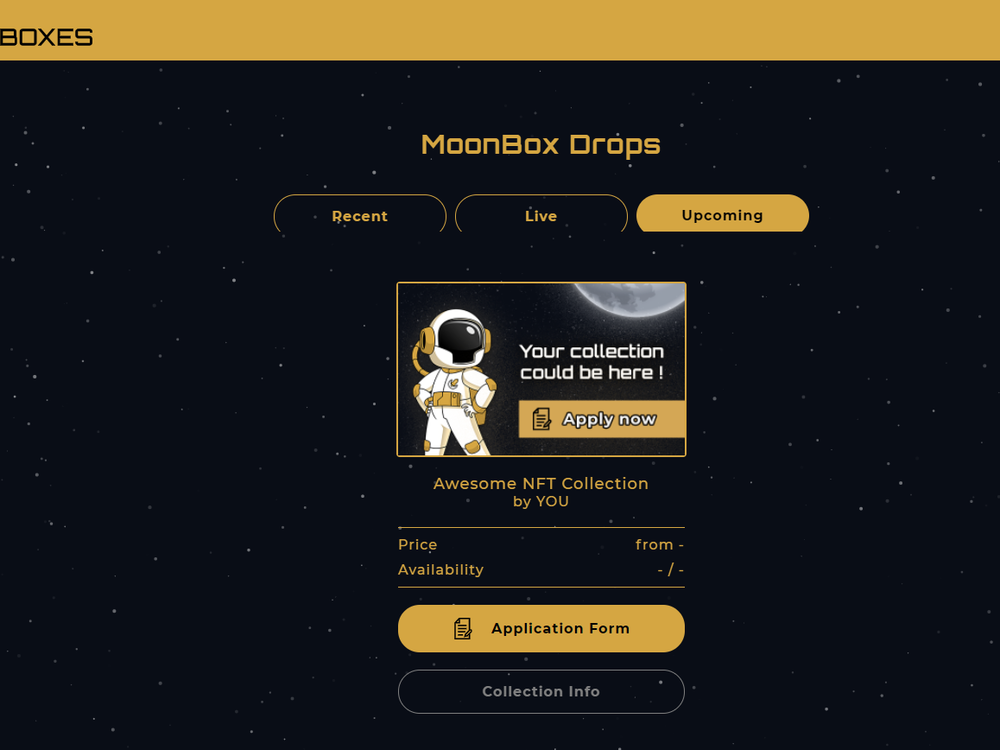 BOXES
MoonBox Drops
Recent
Live
Upcoming
Your collection
could be here !
Apply now
Awesome NFT Collection
by YOU
Price from -
Availability - / -
Application Form
Collection Info